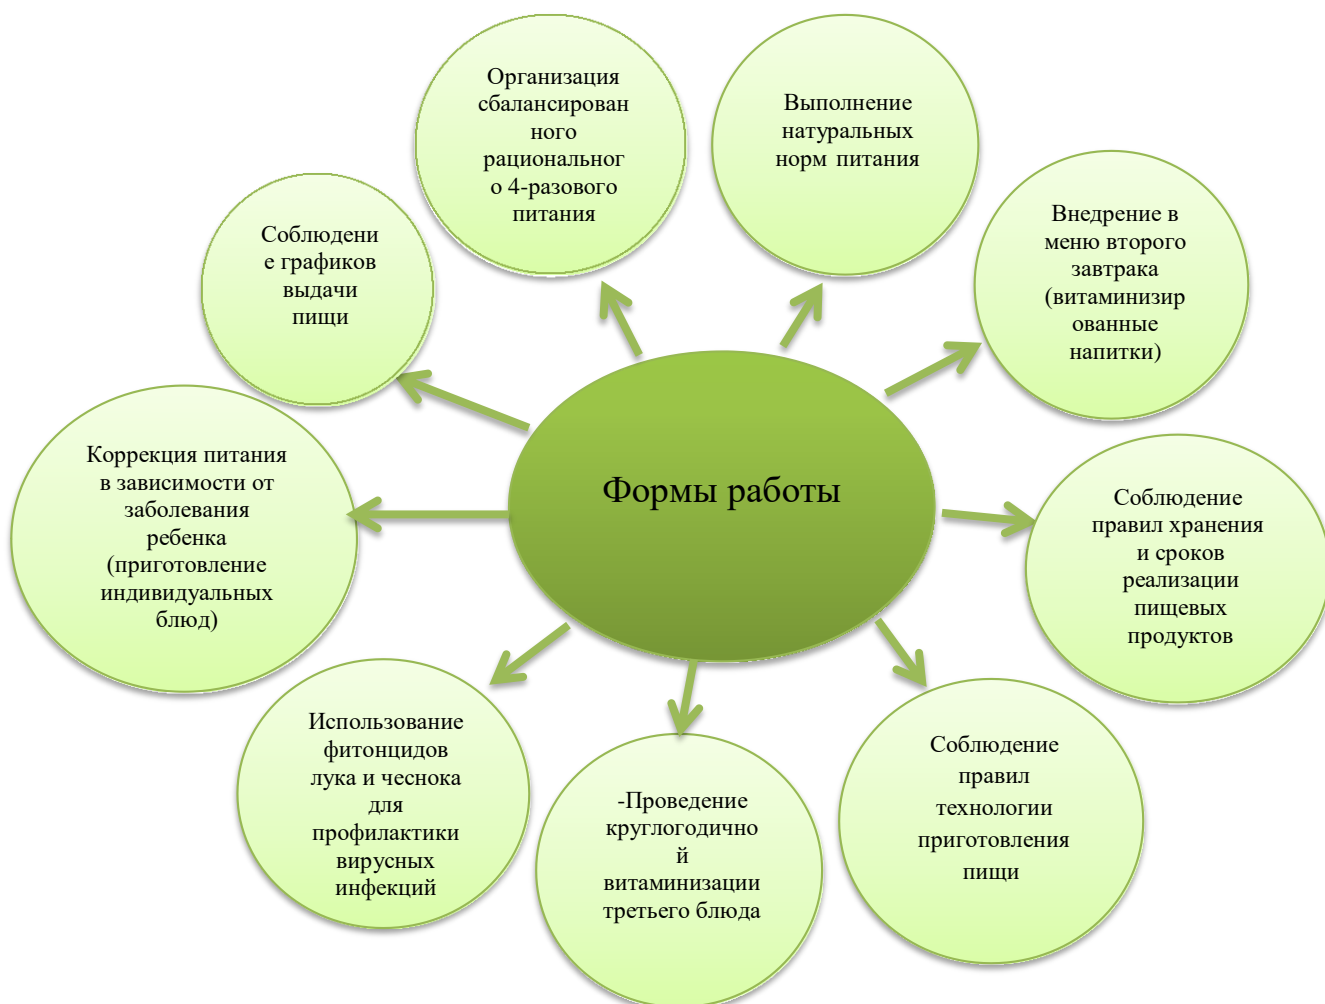 Организация
сбалансирован
ного
рациональног
о 4-разового
питания
Выполнение
натуральных
норм питания
Внедрение в
меню второго
завтрака
(витаминизир
ованные
напитки)
Соблюдени
е графиков
выдачи
пищи
Коррекция питания
в зависимости от
заболевания
ребенка
(приготовление
индивидуальных
блюд)
Формы работы
Соблюдение
правил хранения
и сроков
реализации
пищевых
продуктов
Использование
фитонцидов
лука и чеснока
для
профилактики
вирусных
инфекций
-Проведение
круглогодично
й
витаминизации
третьего блюда
Соблюдение
правил
технологии
приготовления
пищи